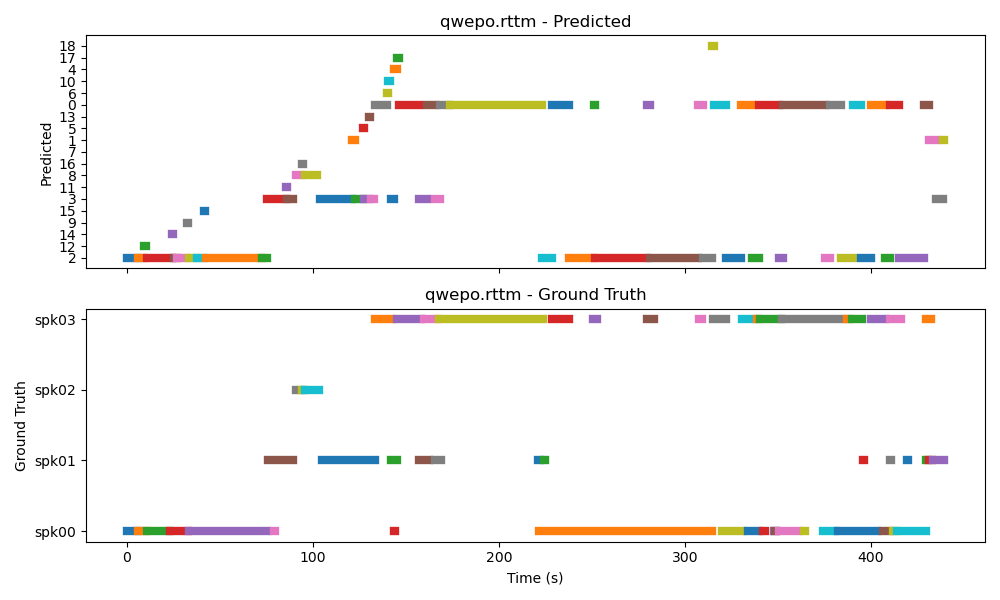 qwepo.rttm - Predicted
Predicted
18
17
4
10
6
0
13
5
1
7
16
8
11
3
15
9
14
12
2
qwepo.rttm - Ground Truth
Ground Truth
spk03
spk02
spk01
spk00
0 100 200 300 400
Time (s)